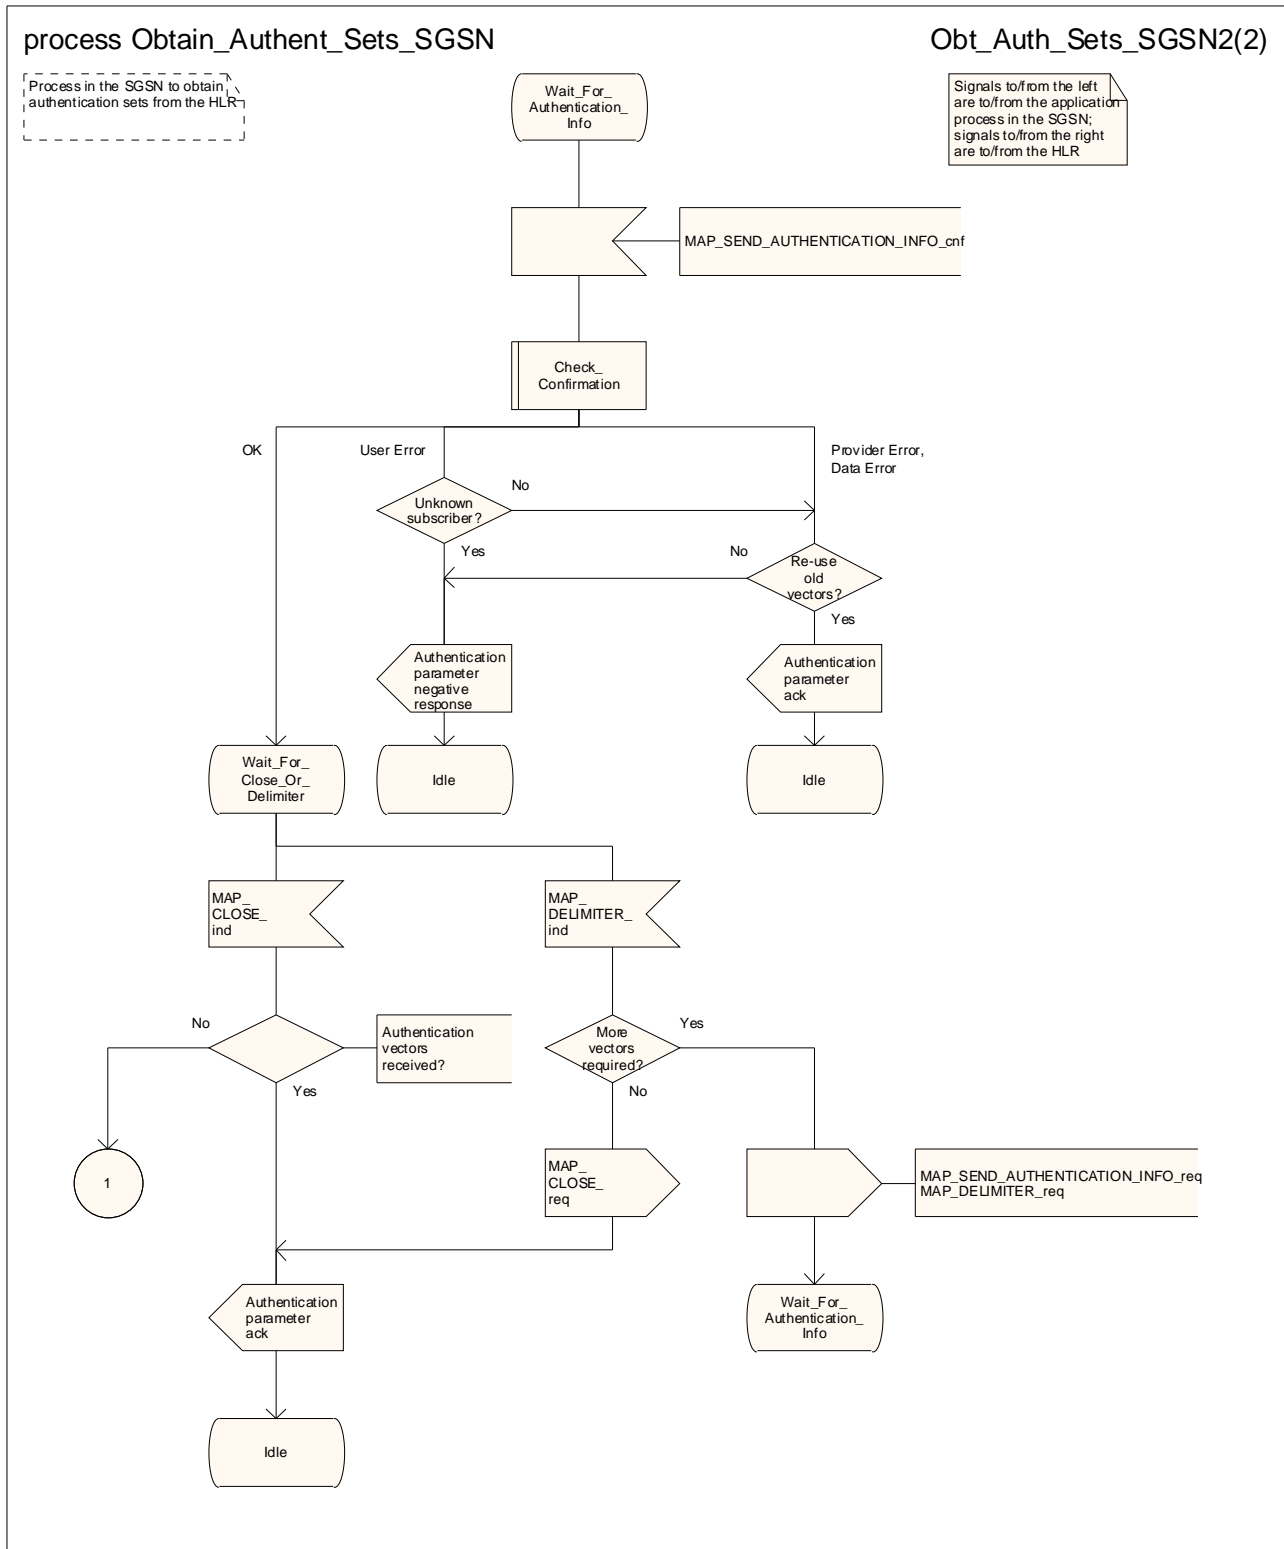 process Obtain_Authent_Sets_SGSN
Obt_Auth_Sets_SGSN2(2)
Process in the SGSN to obtain
authentication sets from the HLR
Wait_For_
Authentication_
Info
Signals to/from the left
are to/from the application
process in the SGSN;
signals to/from the right
are to/from the HLR
MAP_SEND_AUTHENTICATION_INFO_cnf
Check_
Confirmation
OK
User Error
Provider Error,
Data Error
Unknown
subscriber?
No
Yes
No
Re-use
old
vectors?
Yes
Authentication
parameter
negative
response
Authentication
parameter
ack
Wait_For_
Close_Or_
Delimiter
Idle
Idle
MAP_
CLOSE_
ind
MAP_
DELIMITER_
ind
No
Authentication
vectors
received?
Yes
More
vectors
required?
Yes
No
1
MAP_
CLOSE_
req
MAP_SEND_AUTHENTICATION_INFO_req
MAP_DELIMITER_req
Authentication
parameter
ack
Wait_For_
Authentication_
Info
Idle